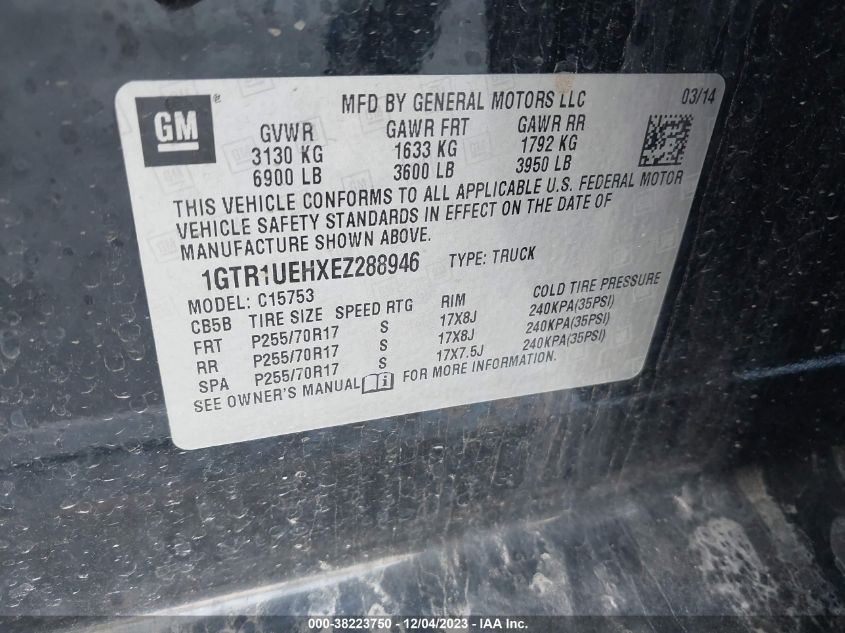 GM®
MFD BY GENERAL MOTORS LLC 03/14
GVWR GAWR FRT GAWR RR
3130 KG 1633 KG 1792 KG
6900 LB 3600 LB 3950 LB
THIS VEHICLE CONFORMS TO ALL APPLICABLE U.S. FEDERAL MOTOR
VEHICLE SAFETY STANDARDS IN EFFECT ON THE DATE OF
MANUFACTURE SHOWN ABOVE.
1GTR1UEHXEZ288946 TYPE: TRUCK
MODEL: C15753
CB5B TIRE SIZE SPEED RTG RIM COLD TIRE PRESSURE
FRT P255/70R17 S 17X8J 240KPA(35PSI)
RR P255/70R17 S 17X8J 240KPA(35PSI)
SPA P255/70R17 S 17X7.5J 240KPA(35PSI)
SEE OWNER'S MANUAL FOR MORE INFORMATION.
000-38223750 - 12/04/2023 - IAA Inc.